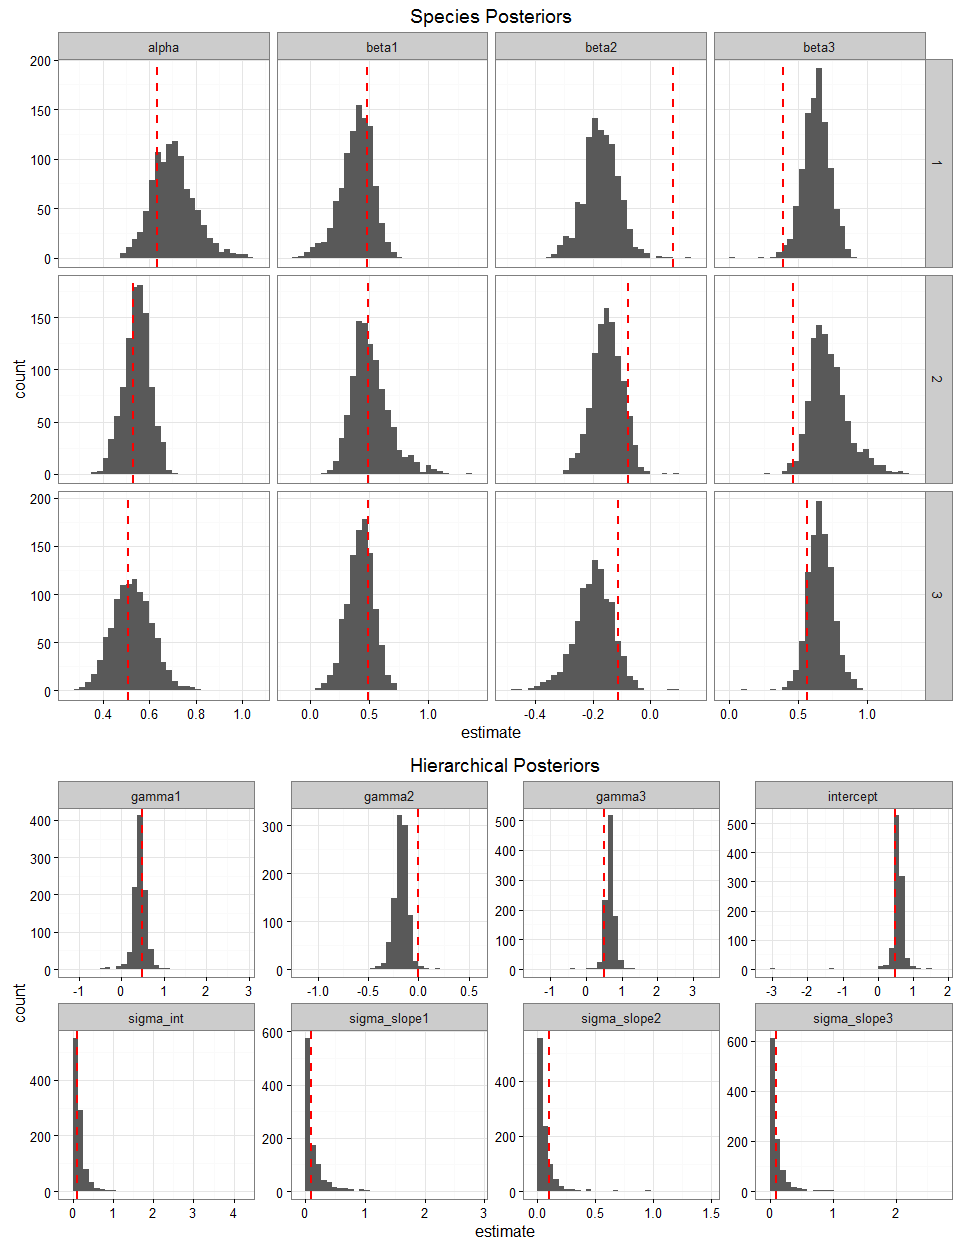 Species Posteriors
alpha beta1 beta2 beta3
200
150
100
50
0
1
150
100
50
0
2
count
200
150
100
50
0
3
0.4 0.6 0.8 1.0 0.0 0.5 1.0 -0.4 -0.2 0.0 0.0 0.5 1.0
estimate
Hierarchical Posteriors
gamma1 gamma2 gamma3 intercept
400 300 500 500
300 200 400 400
200 100 300 300
100 0 200 200
0 100 100
0 0
-1 0 1 2 3 -1.0 -0.5 0.0 0.5 -1 0 1 2 3 -3 -2 -1 0 1 2
count
sigma_int sigma_slope1 sigma_slope2 sigma_slope3
400 600 400 600
200 400 200 400
0 200 0 200
0 0
0 1 2 3 4 0 1 2 3 0.0 0.5 1.0 1.5 0 1 2
estimate